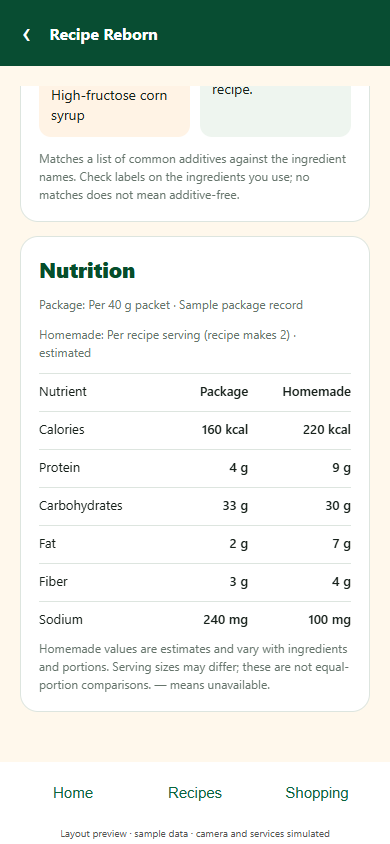 ❮ Recipe Reborn
High-fructose corn
syrup
recipe.
Matches a list of common additives against the ingredient
names. Check labels on the ingredients you use; no
matches does not mean additive-free.
Nutrition
Package: Per 40 g packet · Sample package record
Homemade: Per recipe serving (recipe makes 2) ·
estimated
Nutrient Package Homemade
Calories 160 kcal 220 kcal
Protein 4 g 9 g
Carbohydrates 33 g 30 g
Fat 2 g 7 g
Fiber 3 g 4 g
Sodium 240 mg 100 mg
Homemade values are estimates and vary with ingredients
and portions. Serving sizes may differ; these are not equal-
portion comparisons. — means unavailable.
Home Recipes Shopping
Layout preview · sample data · camera and services simulated